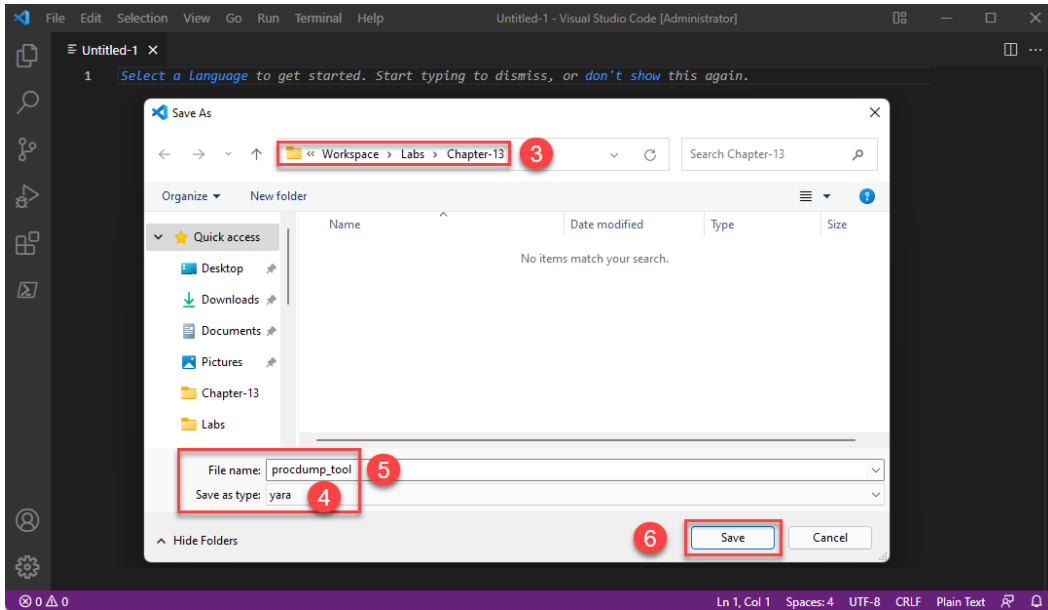 File Edit Selection View Go Run Terminal Help Untitled-1 - Visual Studio Code [Administrator]
Untitled-1
1 Select a language to get started. Start typing to dismiss, or don't show this again.
Save As
« Workspace > Labs > Chapter-13 3 Search Chapter-13
Organize New folder
Name Date modified Type Size
Quick access
No items match your search.
Desktop
Downloads
Documents
Pictures
Chapter-13
Labs
File name: procdump_tool 5
Save as type: yara 4
Hide Folders 6 Save Cancel
0 0 Ln 1, Col 1 Spaces: 4 UTF-8 CRLF Plain Text